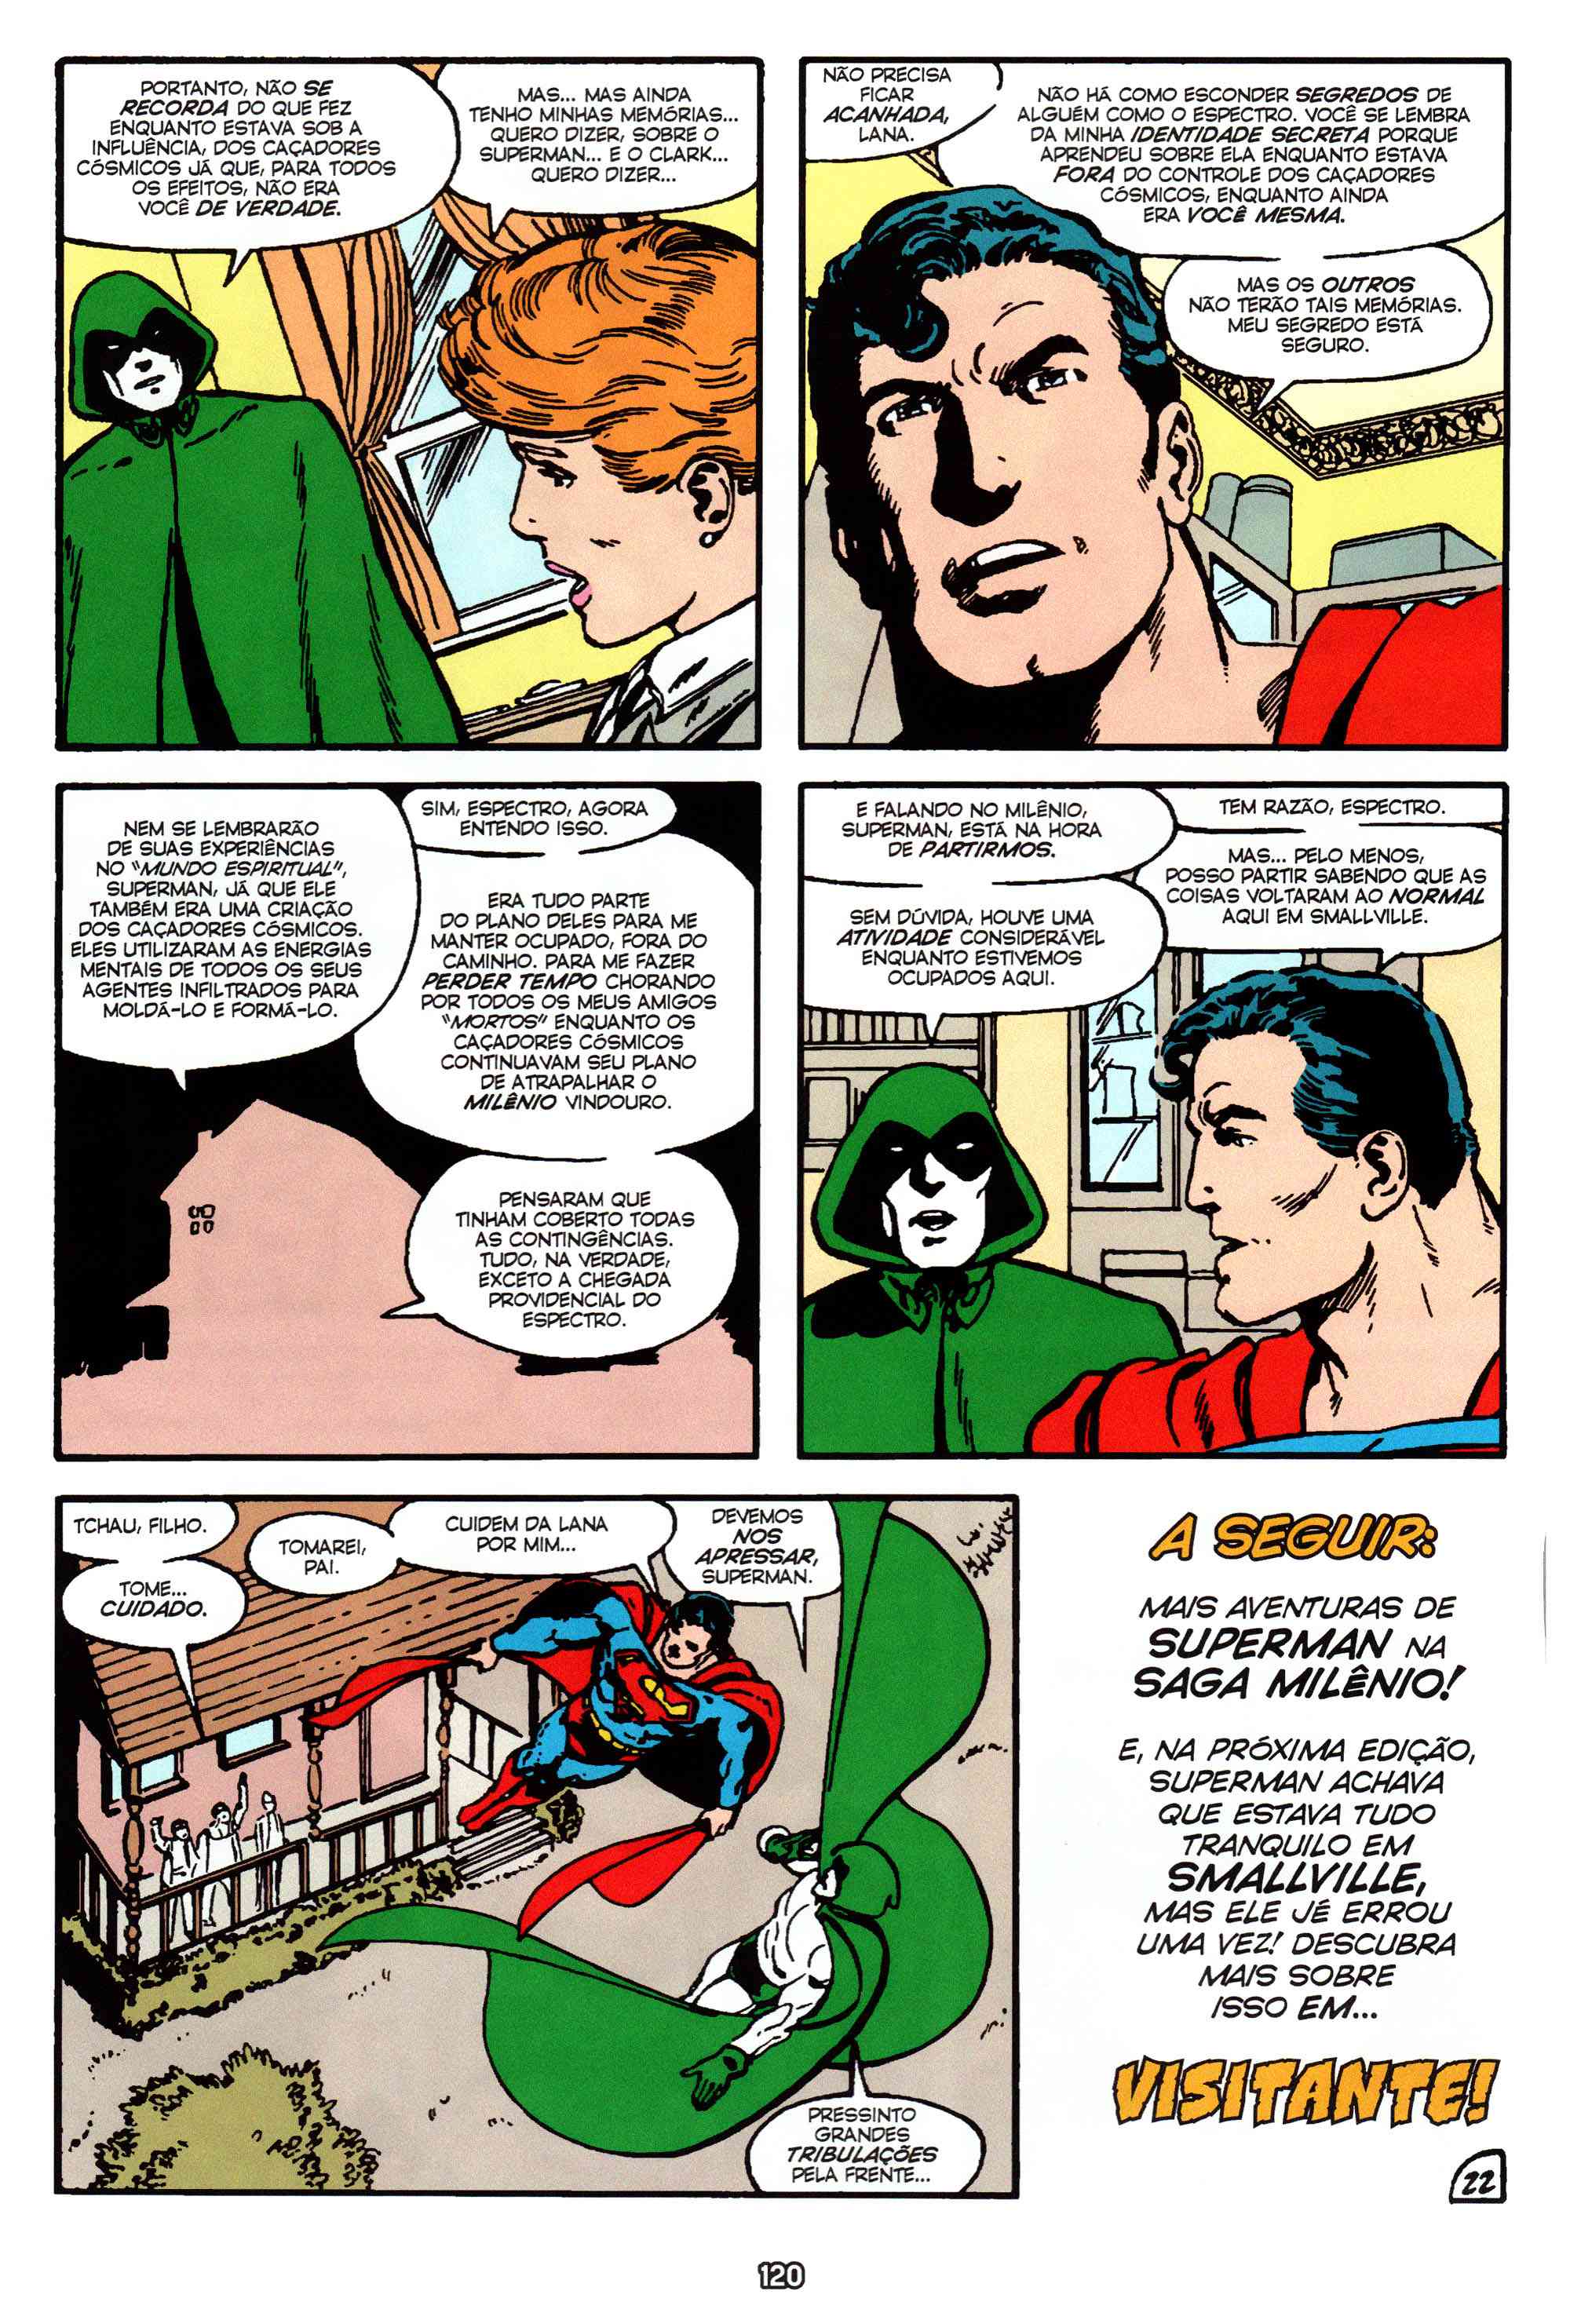 PORTANTO, NÃO SE
RECORDA DO QUE FEZ
ENQUANTO ESTAVA SOB A
INFLUÊNCIA, DOS CAÇADORES
CÓSMICOS JÁ QUE, PARA TODOS
OS EFEITOS, NÃO ERA
VOCÊ DE VERDADE.
MAS... MAS AINDA
TENHO MINHAS MEMÓRIAS...
QUERO DIZER, SOBRE O
SUPERMAN... E O CLARK...
QUERO DIZER...
NÃO PRECISA
FICAR
ACANHADA,
LANA.
NÃO HÁ COMO ESCONDER SEGREDOS DE
ALGUÉM COMO O ESPECTRO. VOCÊ SE LEMBRA
DA MINHA IDENTIDADE SECRETA PORQUE
APRENDEU SOBRE ELA ENQUANTO ESTAVA
FORA DO CONTROLE DOS CAÇADORES
CÓSMICOS, ENQUANTO AINDA
ERA VOCÊ MESMA.
MAS OS OUTROS
NÃO TERÃO TAIS MEMÓRIAS.
MEU SEGREDO ESTÁ
SEGURO.
NEM SE LEMBRARÃO
DE SUAS EXPERIÊNCIAS
NO "MUNDO ESPIRITUAL",
SUPERMAN, JÁ QUE ELE
TAMBÉM ERA UMA CRIAÇÃO
DOS CAÇADORES CÓSMICOS.
ELES UTILIZARAM AS ENERGIAS
MENTAIS DE TODOS OS SEUS
AGENTES INFILTRADOS PARA
MOLDÁ-LO E FORMÁ-LO.
SIM, ESPECTRO, AGORA
ENTENDO ISSO.
ERA TUDO PARTE
DO PLANO DELES PARA ME
MANTER OCUPADO, FORA DO
CAMINHO. PARA ME FAZER
PERDER TEMPO CHORANDO
POR TODOS OS MEUS AMIGOS
"MORTOS" ENQUANTO OS
CAÇADORES CÓSMICOS
CONTINUAVAM SEU PLANO
DE ATRAPALHAR O
MILÊNIO VINDOURO.
PENSARAM QUE
TINHAM COBERTO TODAS
AS CONTINGÊNCIAS.
TUDO, NA VERDADE,
EXCETO A CHEGADA
PROVIDENCIAL DO
ESPECTRO.
E FALANDO NO MILÊNIO,
SUPERMAN, ESTÁ NA HORA
DE PARTIRMOS.
SEM DÚVIDA, HOUVE UMA
ATIVIDADE CONSIDERÁVEL
ENQUANTO ESTIVEMOS
OCUPADOS AQUI.
TEM RAZÃO, ESPECTRO.
MAS... PELO MENOS,
POSSO PARTIR SABENDO QUE AS
COISAS VOLTARAM AO NORMAL
AQUI EM SMALLVILLE.
TCHAU, FILHO.
TOME...
CUIDADO.
TOMAREI,
PAI.
CUIDEM DA LANA
POR MIM...
DEVEMOS
NOS
APRESSAR,
SUPERMAN.
PRESSINTO
GRANDES
TRIBULAÇÕES
PELA FRENTE...
A SEGUIR:
MAIS AVENTURAS DE
SUPERMAN NA
SAGA MILÊNIO!
E, NA PRÓXIMA EDIÇÃO,
SUPERMAN ACHAVA
QUE ESTAVA TUDO
TRANQUILO EM
SMALLVILLE,
MAS ELE JÉ ERROU
UMA VEZ! DESCUBRA
MAIS SOBRE
ISSO EM...
VISITANTE!
22
120